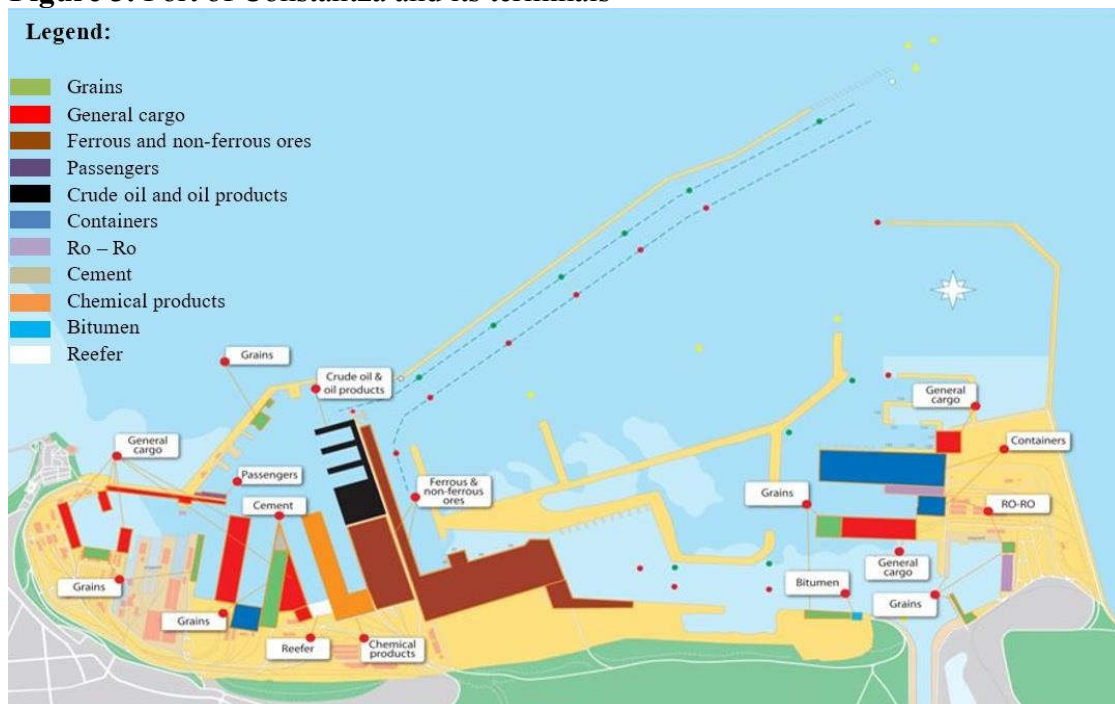 Figure 3. Port of Constantza and its terminals
Legend:
Grains
General cargo
Ferrous and non-ferrous ores
Passengers
Crude oil and oil products
Containers
Ro – Ro
Cement
Chemical products
Bitumen
Reefer
Grains
Crude oil &
oil products
General
cargo
General
cargo
Containers
Passengers
Ferrous &
non-ferrous
ores
Cement
Grains
RO-RO
General
cargo
Grains
Bitumen
Grains
Grains
Reefer
Chemical
products